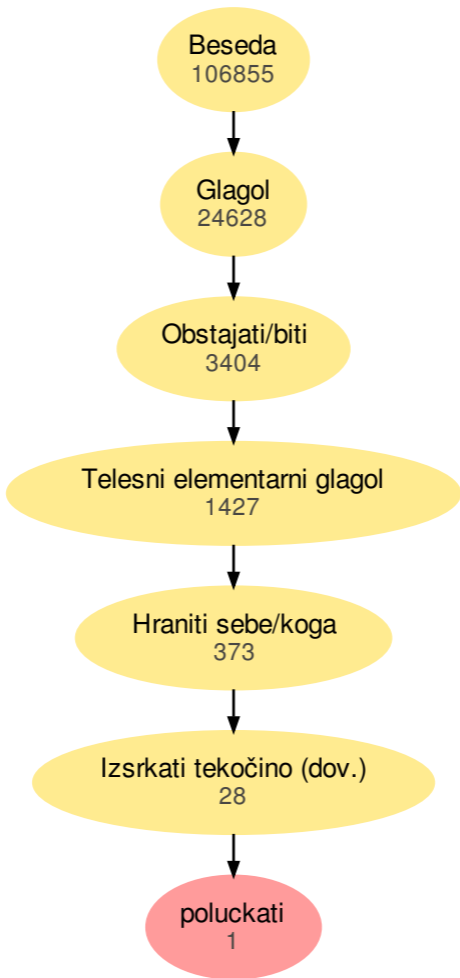 Beseda
106855
Glagol
24628
Obstajati/biti
3404
Telesni elementarni glagol
1427
Hraniti sebe/koga
373
Izsrkati tekočino (dov.)
28
poluckati
1